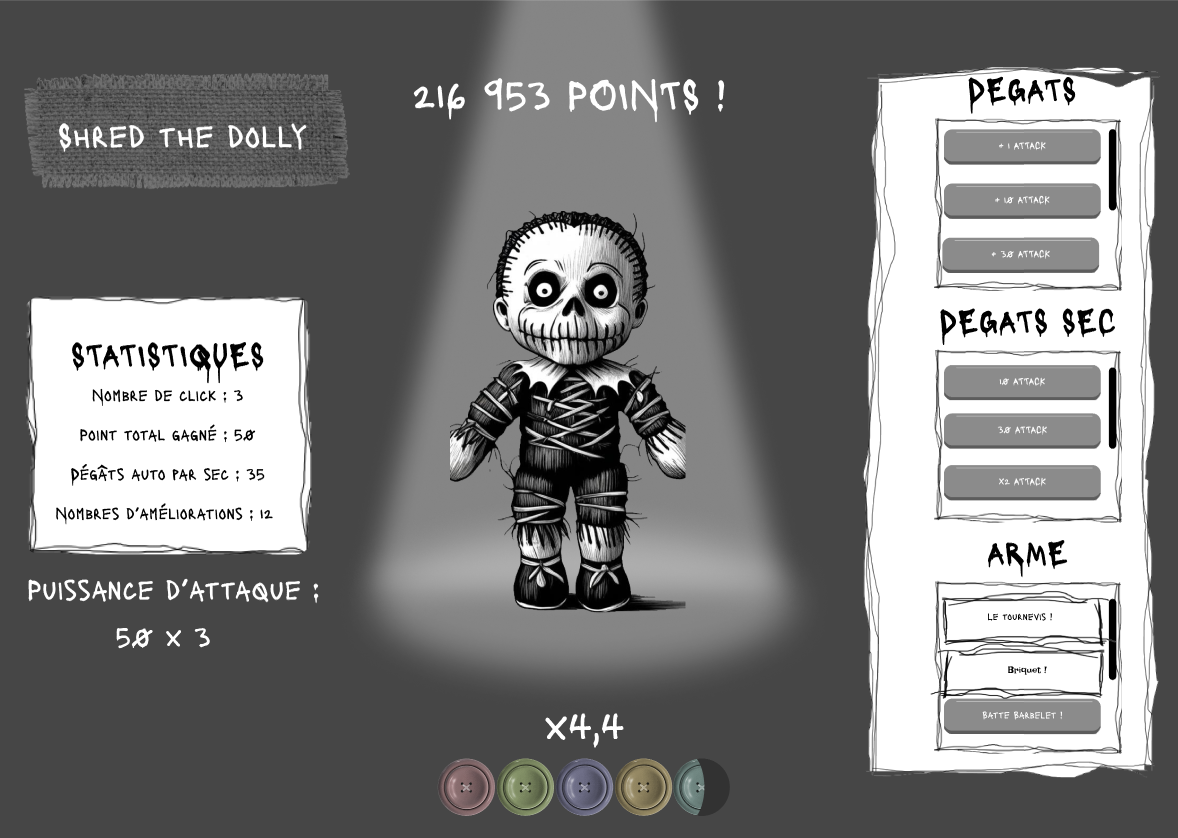 216 953 POINTS !
SHRED THE DOLLY
STATISTIQUES
NOMBRE DE CLICK : 3
POINT TOTAL GAGNÉ : 50
DÉGÂTS AUTO PAR SEC : 35
NOMBRES D'AMÉLIORATIONS : 12
PUISSANCE D'ATTAQUE :
50 X 3
X4,4
DEGATS
+ 1 ATTACK
+ 10 ATTACK
+ 30 ATTACK
DEGATS SEC
10 ATTACK
30 ATTACK
X2 ATTACK
ARME
LE TOURNEVIS !
Briquet !
BATTE BARBELET !